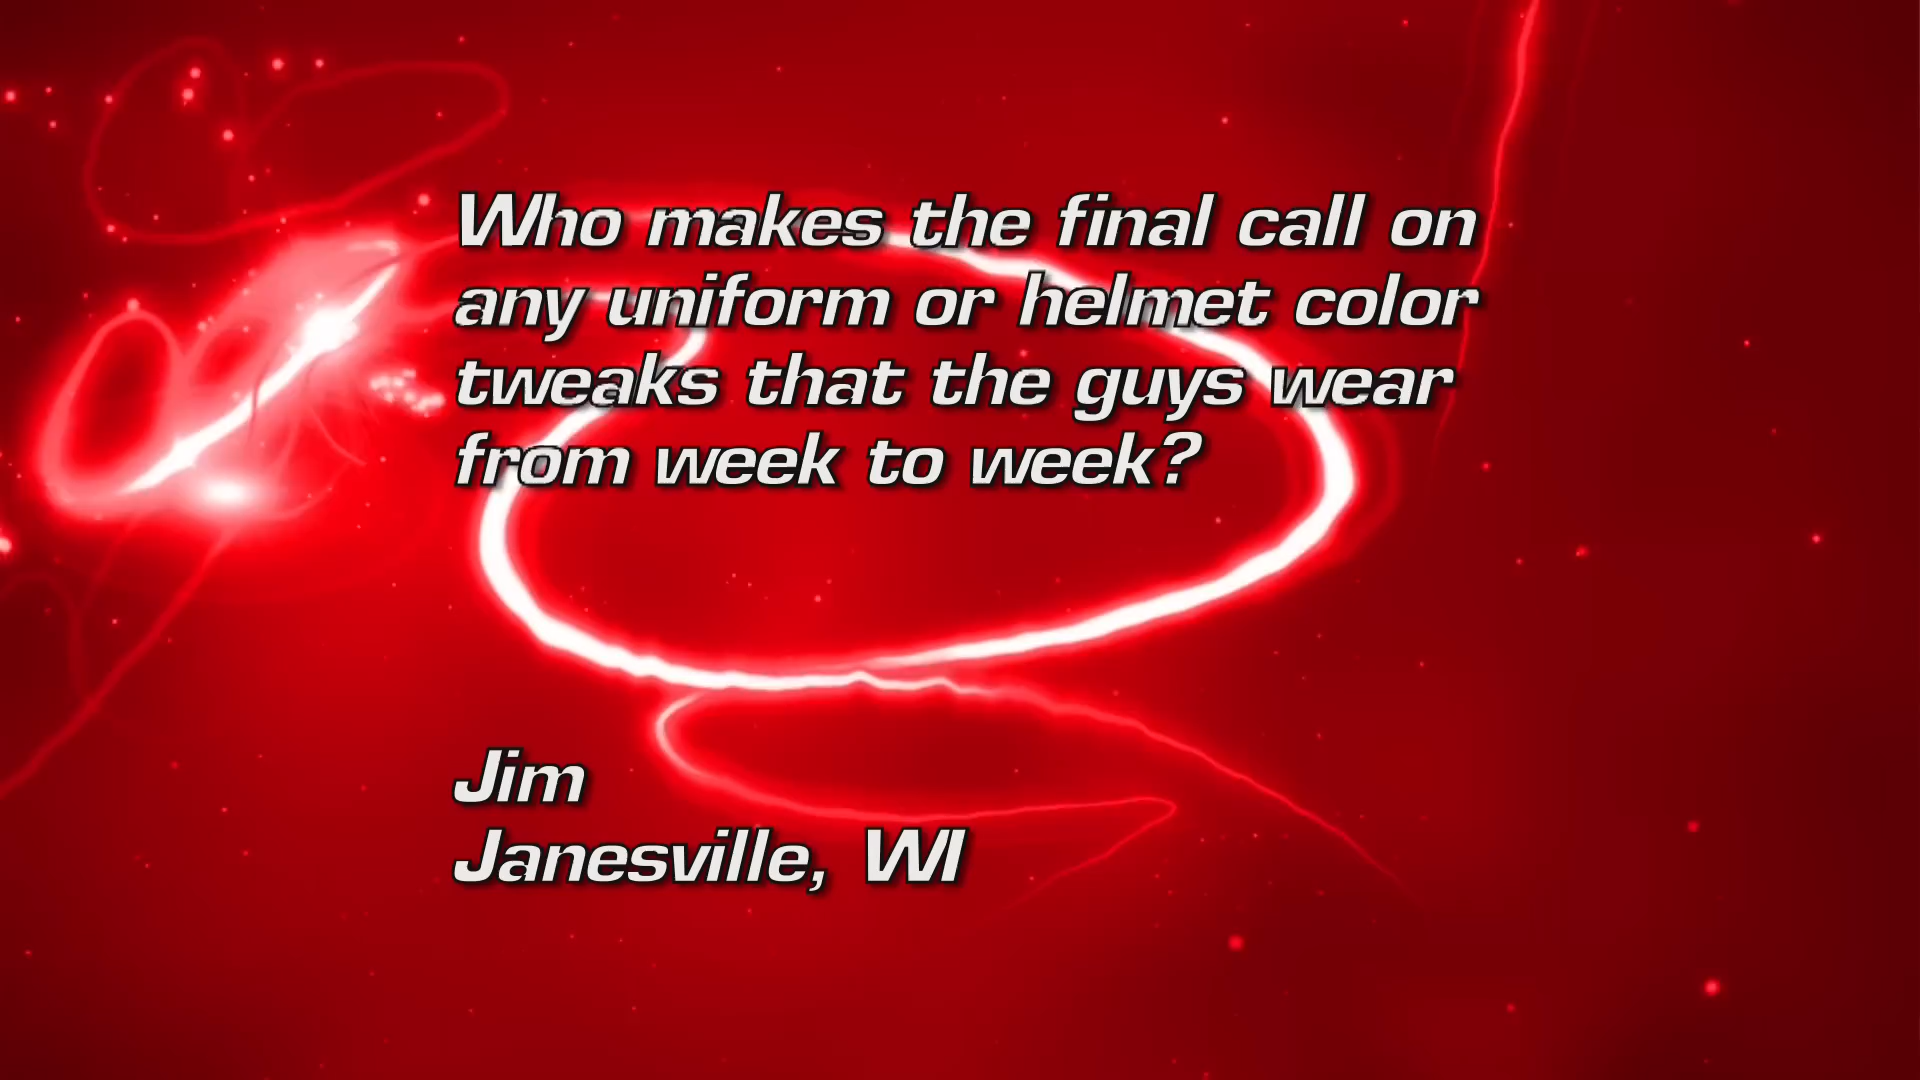 Who makes the final call on
any uniform or helmet color
tweaks that the guys wear
from week to week?
Jim
Janesville, WI